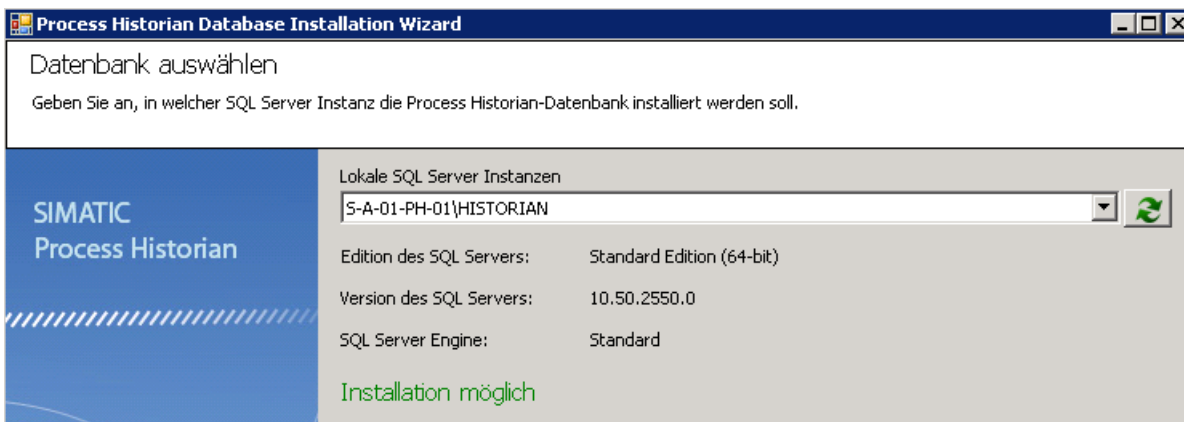 Process Historian Database Installation Wizard
Datenbank auswählen
Geben Sie an, in welcher SQL Server Instanz die Process Historian-Datenbank installiert werden soll.
SIMATIC
Process Historian
Lokale SQL Server Instanzen
S-A-01-PH-01\HISTORIAN
Edition des SQL Servers: Standard Edition (64-bit)
Version des SQL Servers: 10.50.2550.0
SQL Server Engine: Standard
Installation möglich